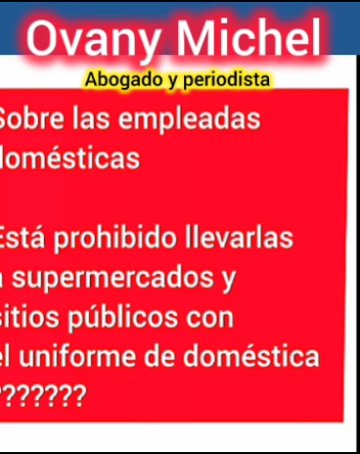 Ovany Michel
Abogado y periodista
Sobre las empleadas
domésticas
Está prohibido llevarlas
a supermercados y
sitios públicos con
el uniforme de doméstica
???????